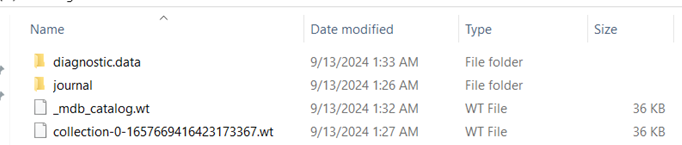 Name Date modified Type Size
diagnostic.data 9/13/2024 1:33 AM File folder
journal 9/13/2024 1:26 AM File folder
_mdb_catalog.wt 9/13/2024 1:32 AM WT File 36 KB
collection-0-1657669416423173367.wt 9/13/2024 1:27 AM WT File 36 KB